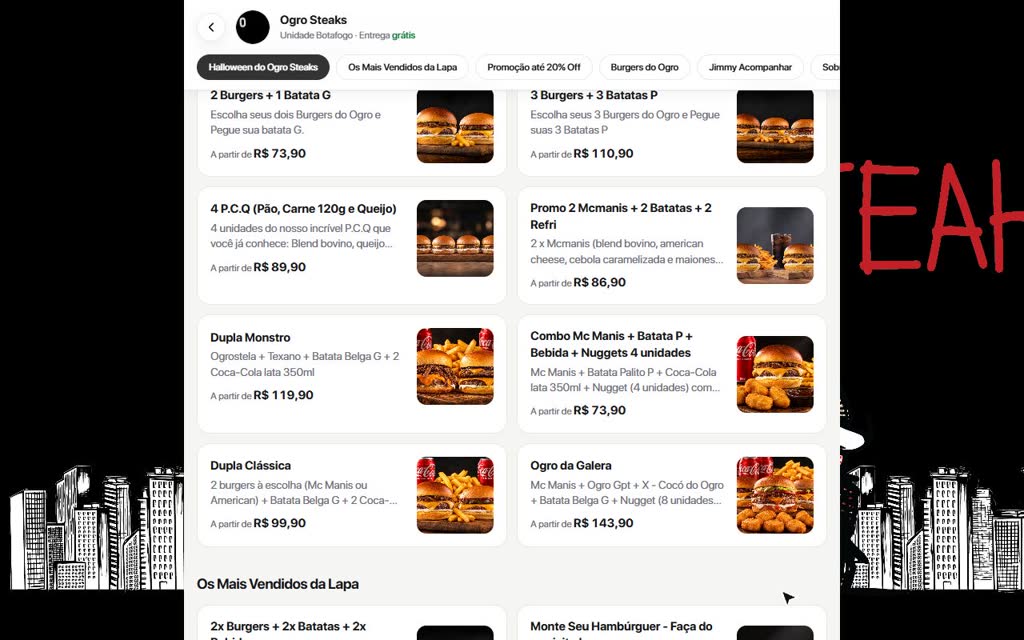 Ogro Steaks
Unidade Botafogo · Entrega grátis
Halloween do Ogro Steaks
Os Mais Vendidos da Lapa
Promoção até 20% Off
Burgers do Ogro
Jimmy Acompanhar
Sob
2 Burgers + 1 Batata G
Escolha seus dois Burgers do Ogro e
Pegue sua batata G.
A partir de R$ 73,90
3 Burgers + 3 Batatas P
Escolha seus 3 Burgers do Ogro e Pegue
suas 3 Batatas P
A partir de R$ 110,90
4 P.C.Q (Pão, Carne 120g e Queijo)
4 unidades do nosso incrível P.C.Q que
você já conhece: Blend bovino, queijo...
A partir de R$ 89,90
Promo 2 Mcmanis + 2 Batatas + 2
Refri
2 x Mcmanis (blend bovino, american
cheese, cebola caramelizada e maiones...
A partir de R$ 86,90
Dupla Monstro
Ogrostela + Texano + Batata Belga G + 2
Coca-Cola lata 350ml
A partir de R$ 119,90
Combo Mc Manis + Batata P +
Bebida + Nuggets 4 unidades
Mc Manis + Batata Palito P + Coca-Cola
lata 350ml + Nugget (4 unidades) com...
A partir de R$ 73,90
Dupla Clássica
2 burgers à escolha (Mc Manis ou
American) + Batata Belga G + 2 Coca-...
A partir de R$ 99,90
Ogro da Galera
Mc Manis + Ogro Gpt + X - Cocó do Ogro
+ Batata Belga G + Nugget (8 unidades...
A partir de R$ 143,90
Os Mais Vendidos da Lapa
2x Burgers + 2x Batatas + 2x
Monte Seu Hambúrguer - Faça do
TEAK